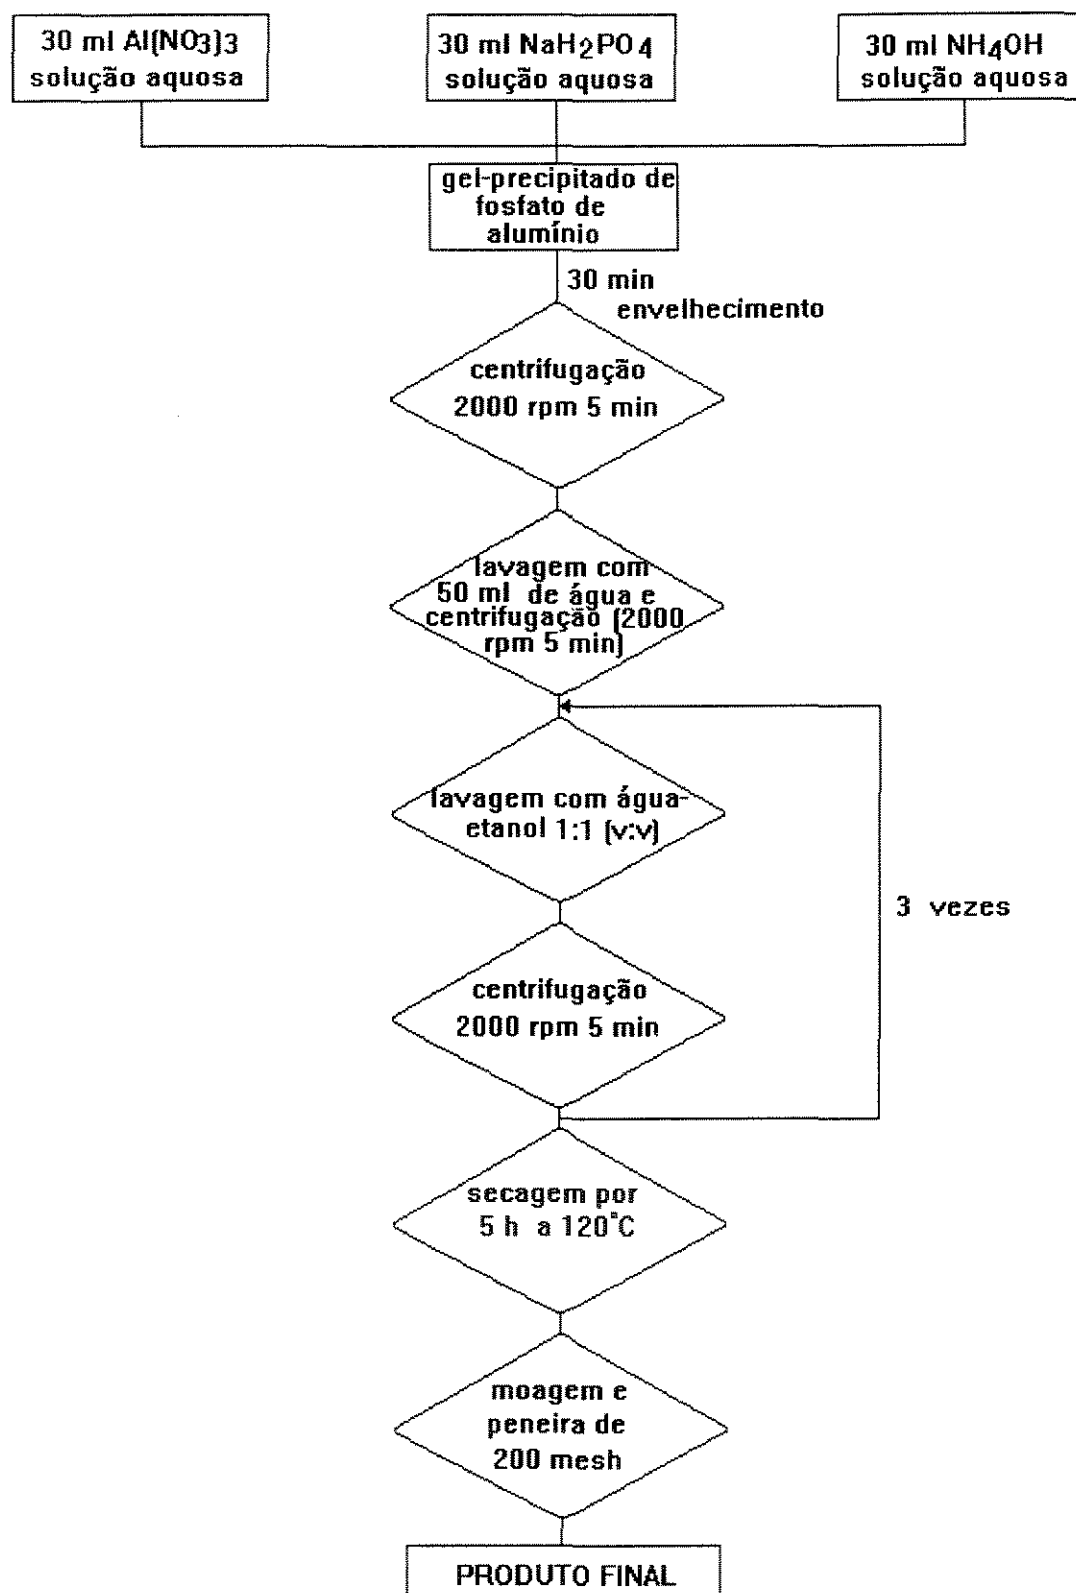 30 ml Al(NO3)3
solução aquosa
30 ml NaH2PO4
solução aquosa
30 ml NH4OH
solução aquosa
gel-precipitado de
fosfato de
alumínio
30 min
envelhecimento
centrifugação
2000 rpm 5 min
lavagem com
50 ml de água e
centrifugação (2000
rpm 5 min)
lavagem com água-
etanol 1:1 (v:v)
3 vezes
centrifugação
2000 rpm 5 min
secagem por
5 h a 120°C
moagem e
peneira de
200 mesh
PRODUTO FINAL